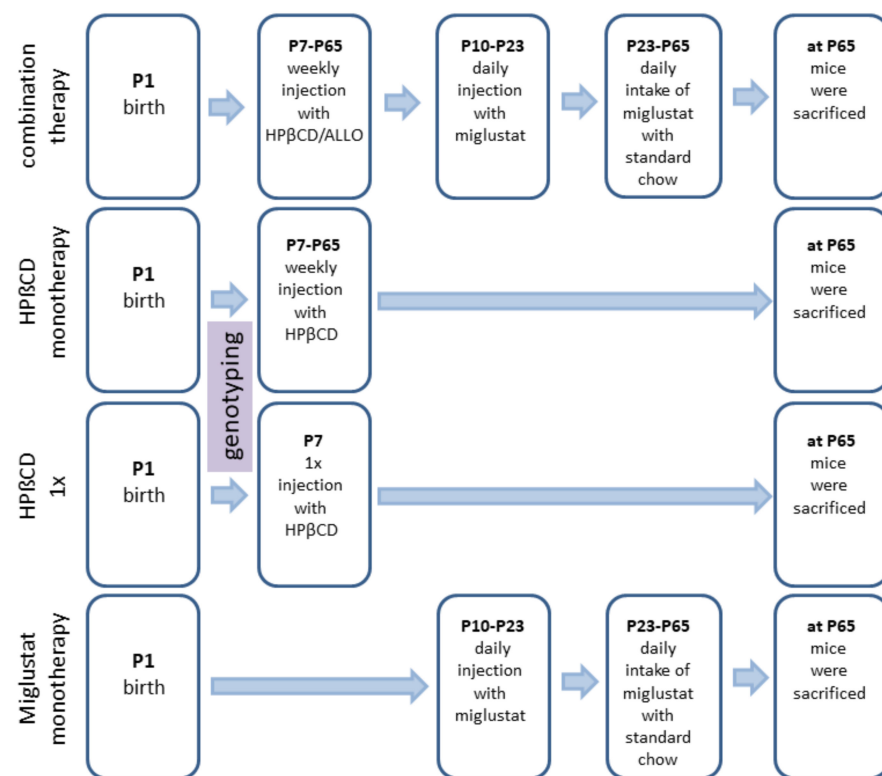 combination
therapy
P1
birth
P7-P65
weekly
injection
with
HPβCD/ALLO
P10-P23
daily
injection
with
miglustat
P23-P65
daily
intake of
miglustat
with
standard
chow
at P65
mice
were
sacrificed
HPßCD
monotherapy
P1
birth
P7-P65
weekly
injection
with
HPβCD
at P65
mice
were
sacrificed
genotyping
HPßCD
1x
P1
birth
P7
1x
injection
with
HPβCD
at P65
mice
were
sacrificed
Miglustat
monotherapy
P1
birth
P10-P23
daily
injection
with
miglustat
P23-P65
daily
intake of
miglustat
with
standard
chow
at P65
mice
were
sacrificed